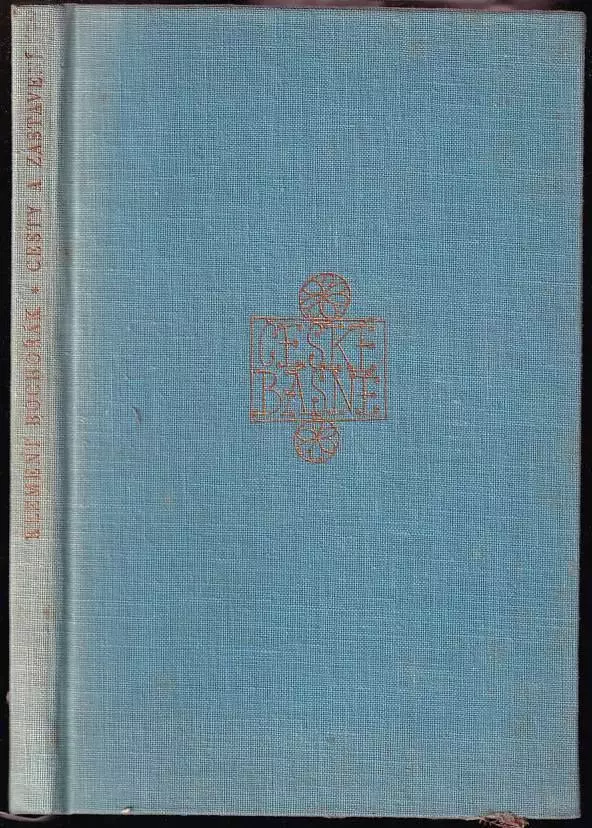 KLEMENT BOCHOŘÁK * CESTY A ZASTAVENÍ
ČESKÉ
BÁSNĚ